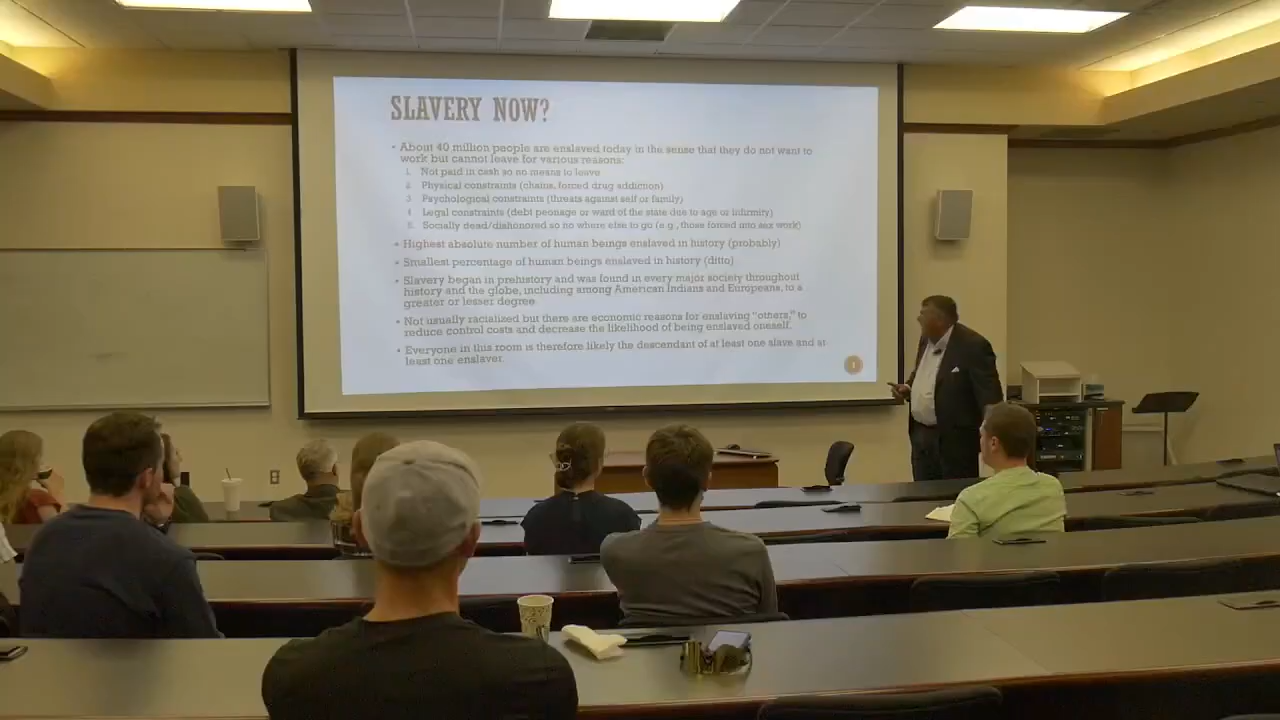 SLAVERY NOW?
• About 40 million people are enslaved today in the sense that they do not want to
work but cannot leave for various reasons:
1. Not paid in cash so no means to leave
2. Physical constraints (chains, forced drug addiction)
3. Psychological constraints (threats against self or family)
4. Legal constraints (debt peonage or ward of the state due to age or infirmity)
5. Socially dead/dishonored so no where else to go (e.g., those forced into sex work)
• Highest absolute number of human beings enslaved in history (probably)
• Smallest percentage of human beings enslaved in history (ditto)
• Slavery began in prehistory and was found in every major society throughout
history and the globe, including among American Indians and Europeans, to a
greater or lesser degree.
• Not usually racialized but there are economic reasons for enslaving "others," to
reduce control costs and decrease the likelihood of being enslaved oneself.
• Everyone in this room is therefore likely the descendant of at least one slave and at
least one enslaver.